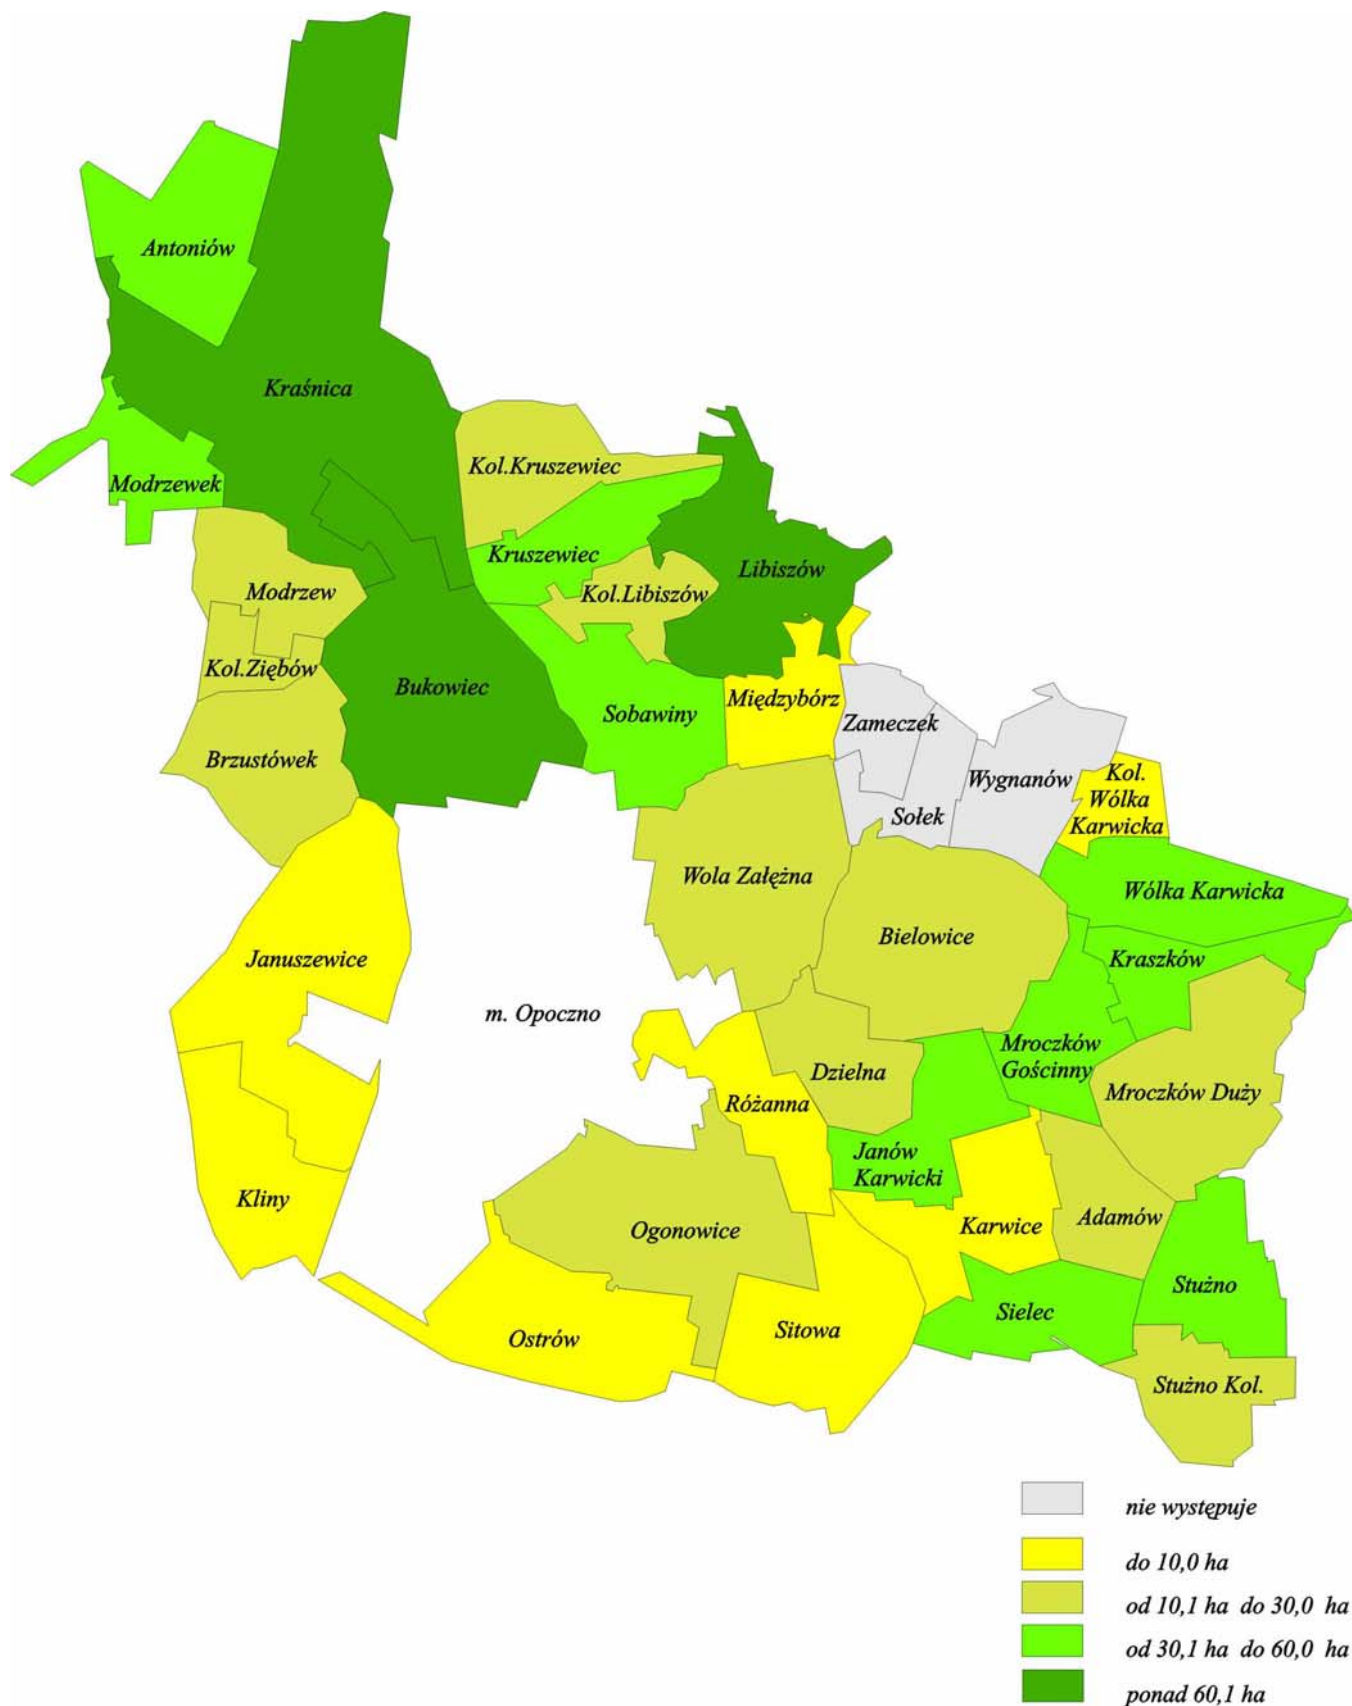 Antoniów
Kraśnica
Kol.Kruszewiec
Modrzewek
Kruszewiec
Libiszów
Modrzew
Kol.Libiszów
Kol.Ziębów
Bukowiec
Międzybórz
Sobawiny
Zameczek
Brzustówek
Wygnanów
Kol.
Wólka
Karwicka
Sołek
Wola Załężna
Wólka Karwicka
Bielowice
Januszewice
Kraszków
m. Opoczno
Mroczków
Gościnny
Dzielna
Mroczków Duży
Różanna
Janów
Karwicki
Kliny
Adamów
Karwice
Ogonowice
Stużno
Sielec
Sitowa
Ostrów
Stużno Kol.
nie występuje
do 10,0 ha
od 10,1 ha do 30,0 ha
od 30,1 ha do 60,0 ha
ponad 60,1 ha